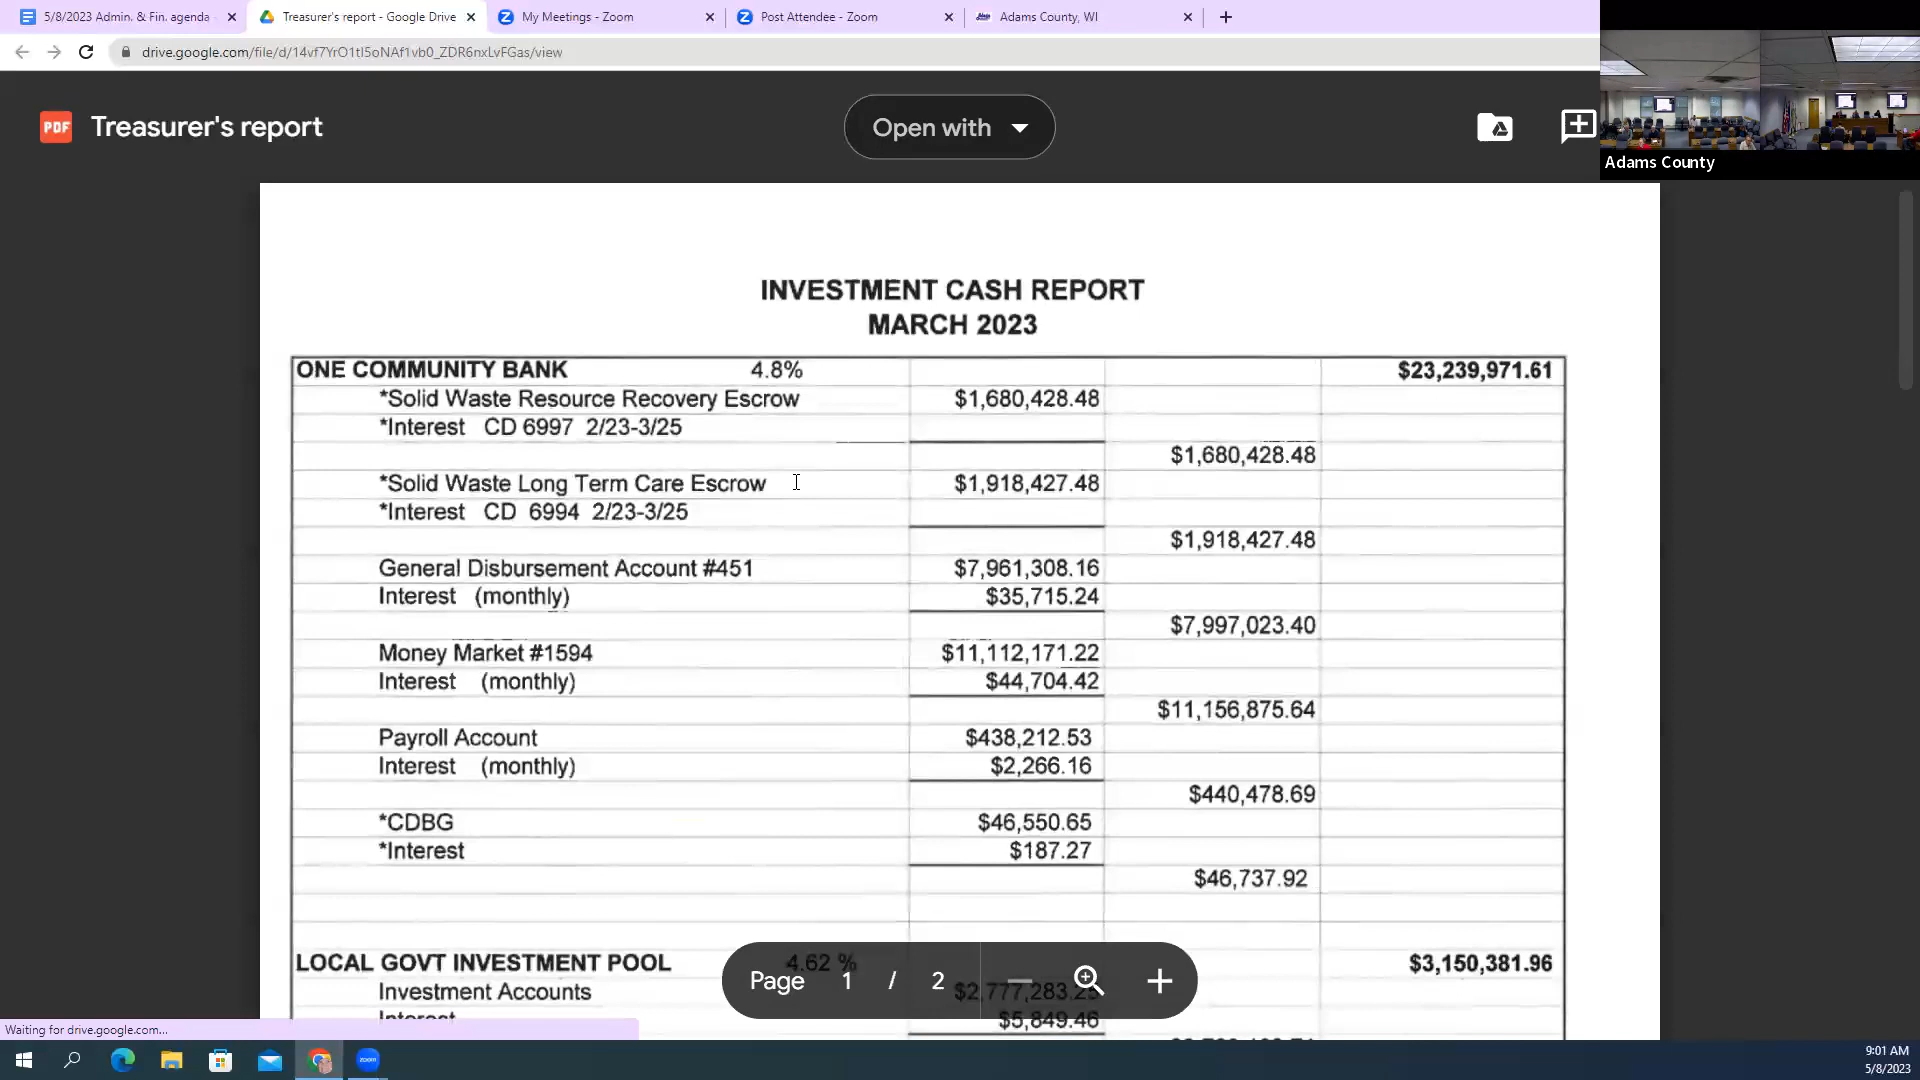 5/8/2023 Admin. & Fin. agenda
Treasurer's report - Google Drive
My Meetings - Zoom
Post Attendee - Zoom
Adams County, WI
drive.google.com/file/d/14vf7YrO1tI5oNAf1vb0_ZDR6nxLvFGas/view
PDF Treasurer's report
Open with
Adams County
INVESTMENT CASH REPORT
MARCH 2023
ONE COMMUNITY BANK 4.8% $23,239,971.61
*Solid Waste Resource Recovery Escrow $1,680,428.48
*Interest CD 6997 2/23-3/25
$1,680,428.48
*Solid Waste Long Term Care Escrow $1,918,427.48
*Interest CD 6994 2/23-3/25
$1,918,427.48
General Disbursement Account #451 $7,961,308.16
Interest (monthly) $35,715.24
$7,997,023.40
Money Market #1594 $11,112,171.22
Interest (monthly) $44,704.42
$11,156,875.64
Payroll Account $438,212.53
Interest (monthly) $2,266.16
$440,478.69
*CDBG $46,550.65
*Interest $187.27
$46,737.92
LOCAL GOVT INVESTMENT POOL 4.62 % $3,150,381.96
Investment Accounts
Interest $5,849.46
Page 1 / 2
Waiting for drive.google.com...
zoom
9:01 AM
5/8/2023